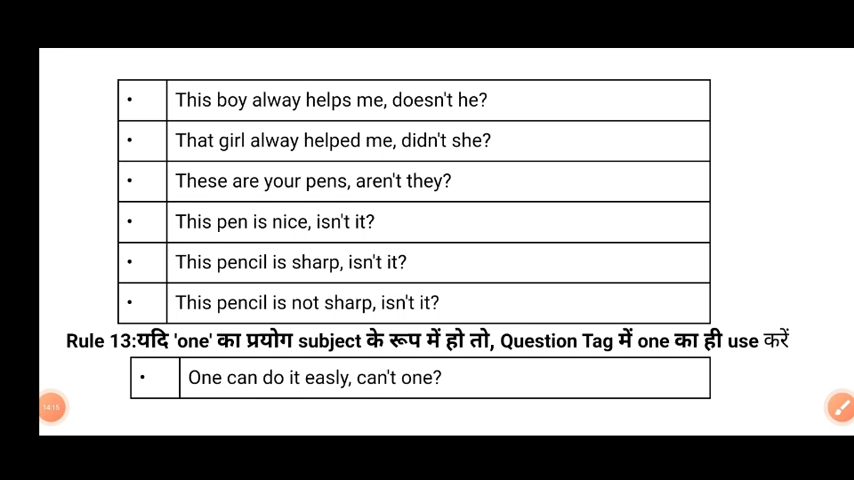 • This boy alway helps me, doesn't he?
• That girl alway helped me, didn't she?
• These are your pens, aren't they?
• This pen is nice, isn't it?
• This pencil is sharp, isn't it?
• This pencil is not sharp, isn't it?
Rule 13:यदि 'one' का प्रयोग subject के रूप में हो तो, Question Tag में one का ही use करें
• One can do it easly, can't one?
14:15